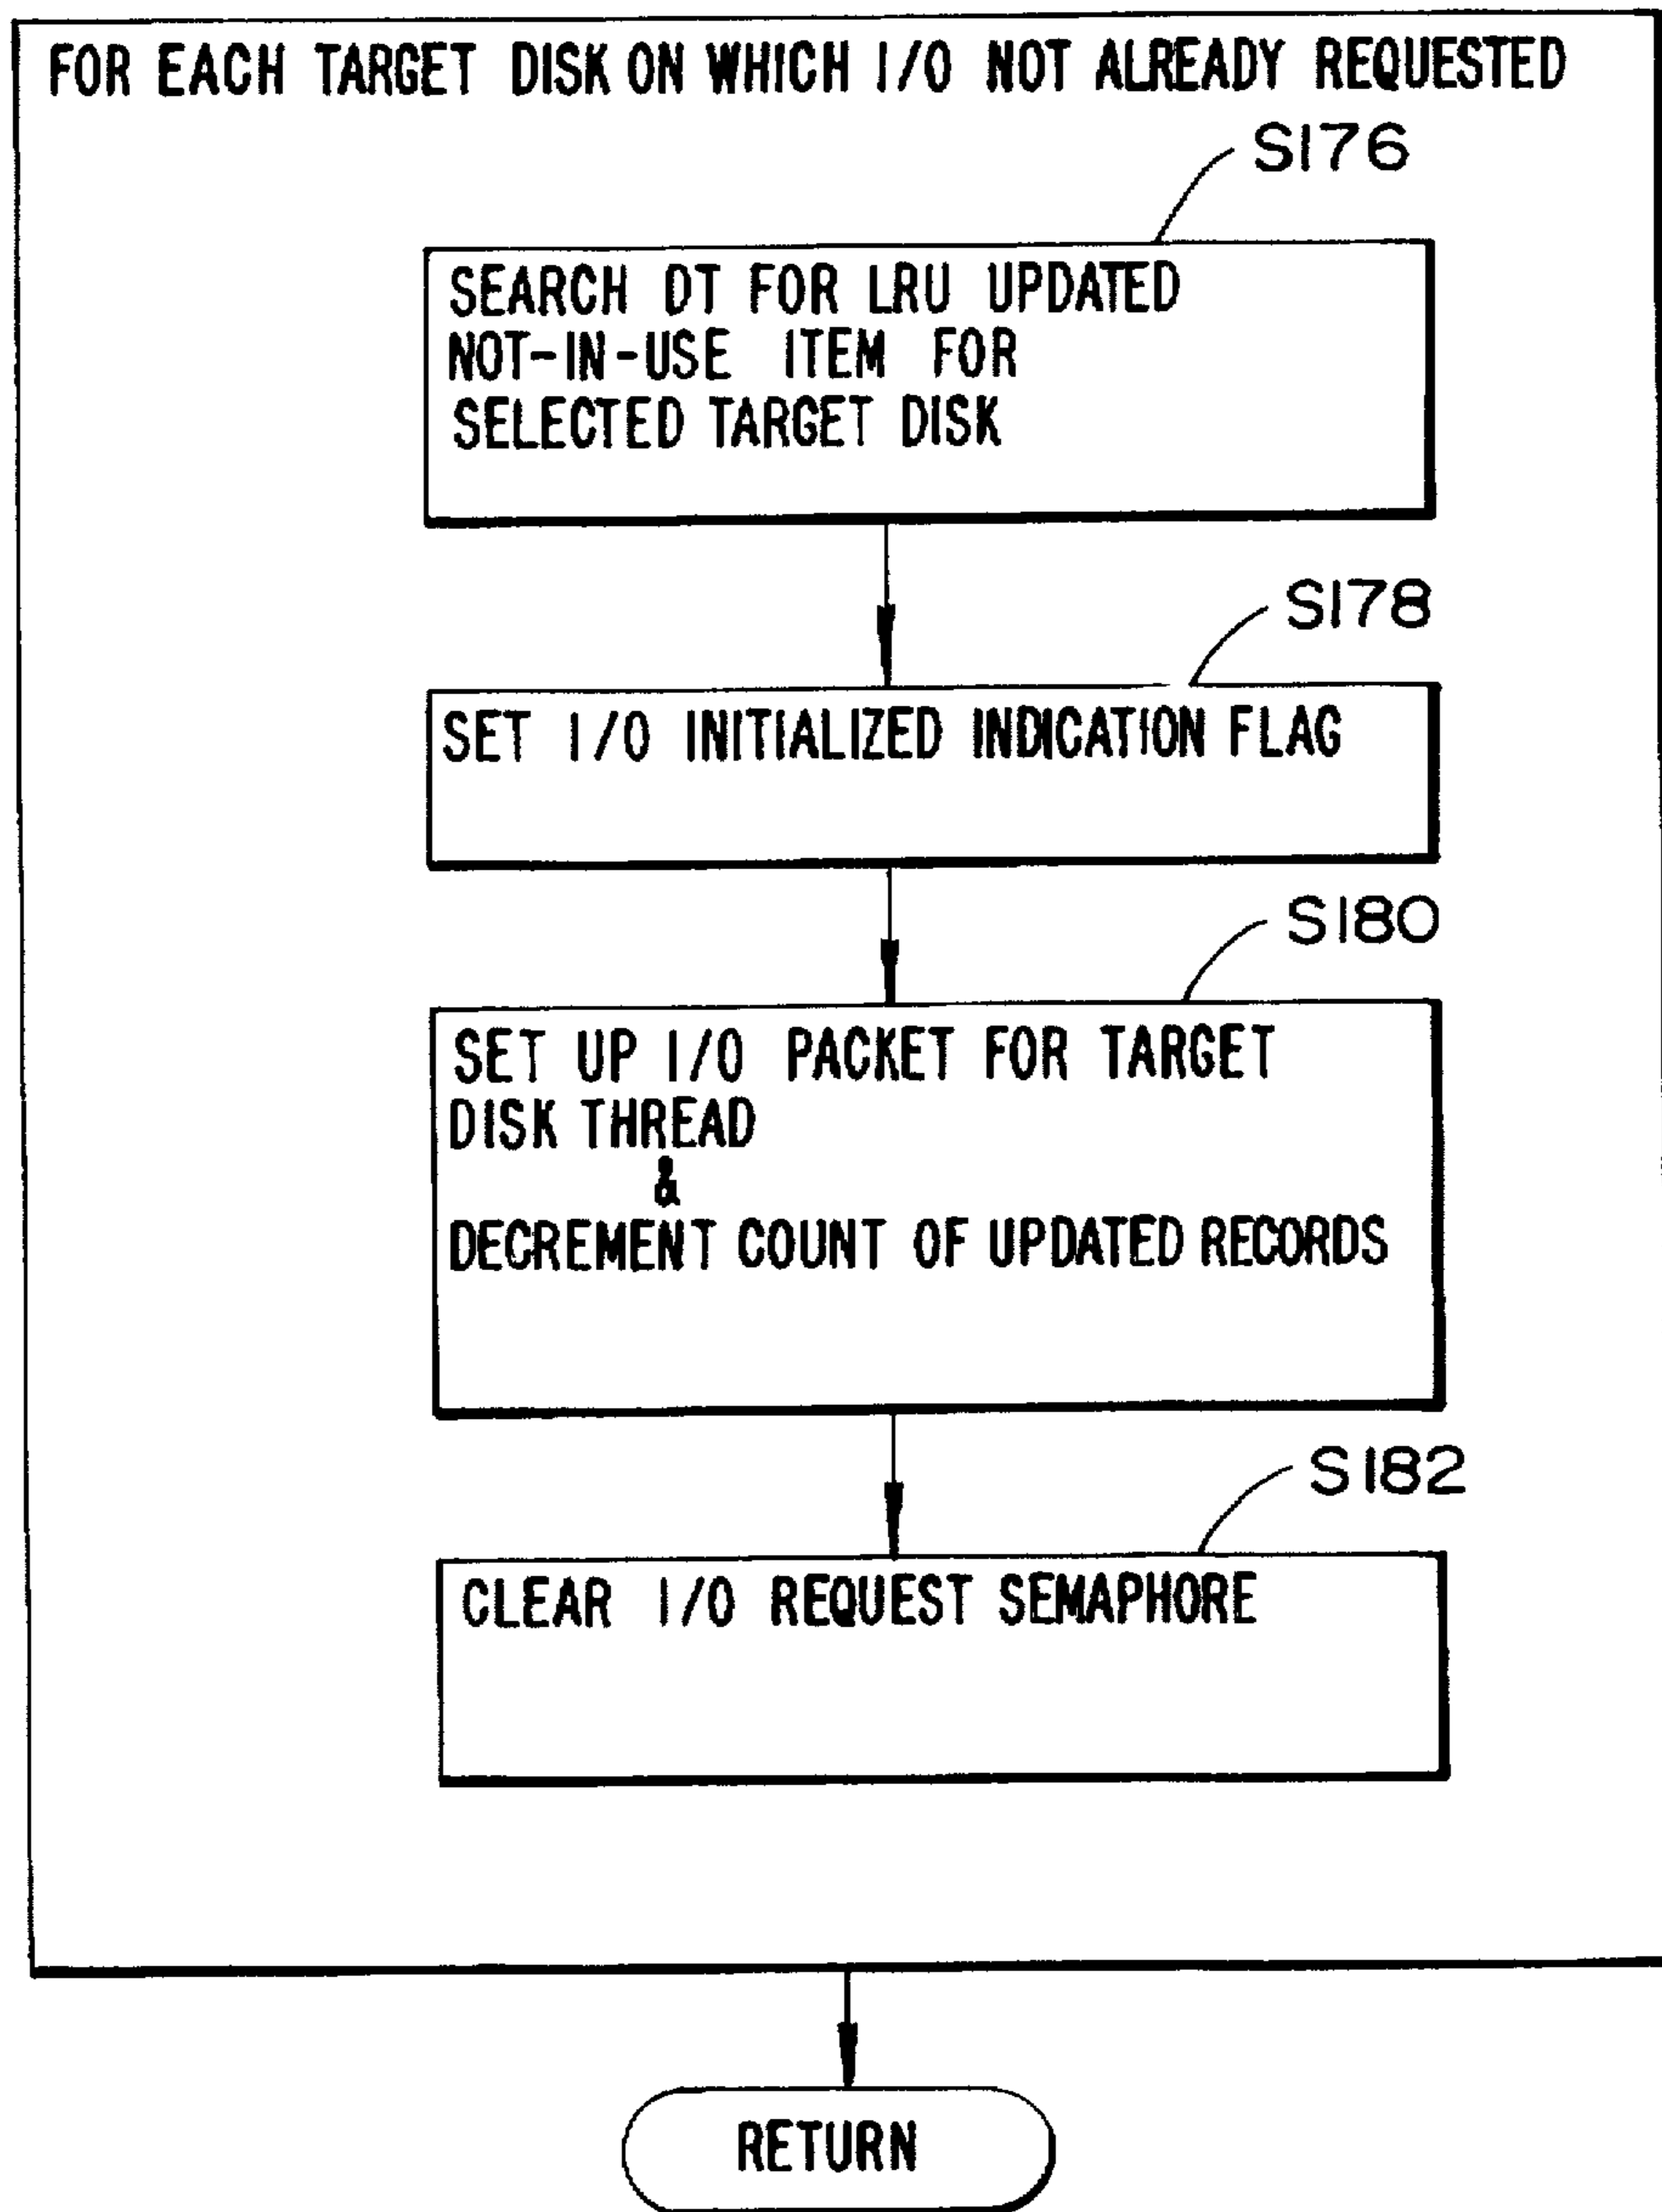 FOR EACH TARGET DISK ON WHICH I/O NOT ALREADY REQUESTED
S176
SEARCH DT FOR LRU UPDATED
NOT-IN-USE ITEM FOR
SELECTED TARGET DISK
S178
SET I/O INITIALIZED INDICATION FLAG
S180
SET UP I/O PACKET FOR TARGET
DISK THREAD
&
DECREMENT COUNT OF UPDATED RECORDS
S182
CLEAR I/O REQUEST SEMAPHORE
RETURN